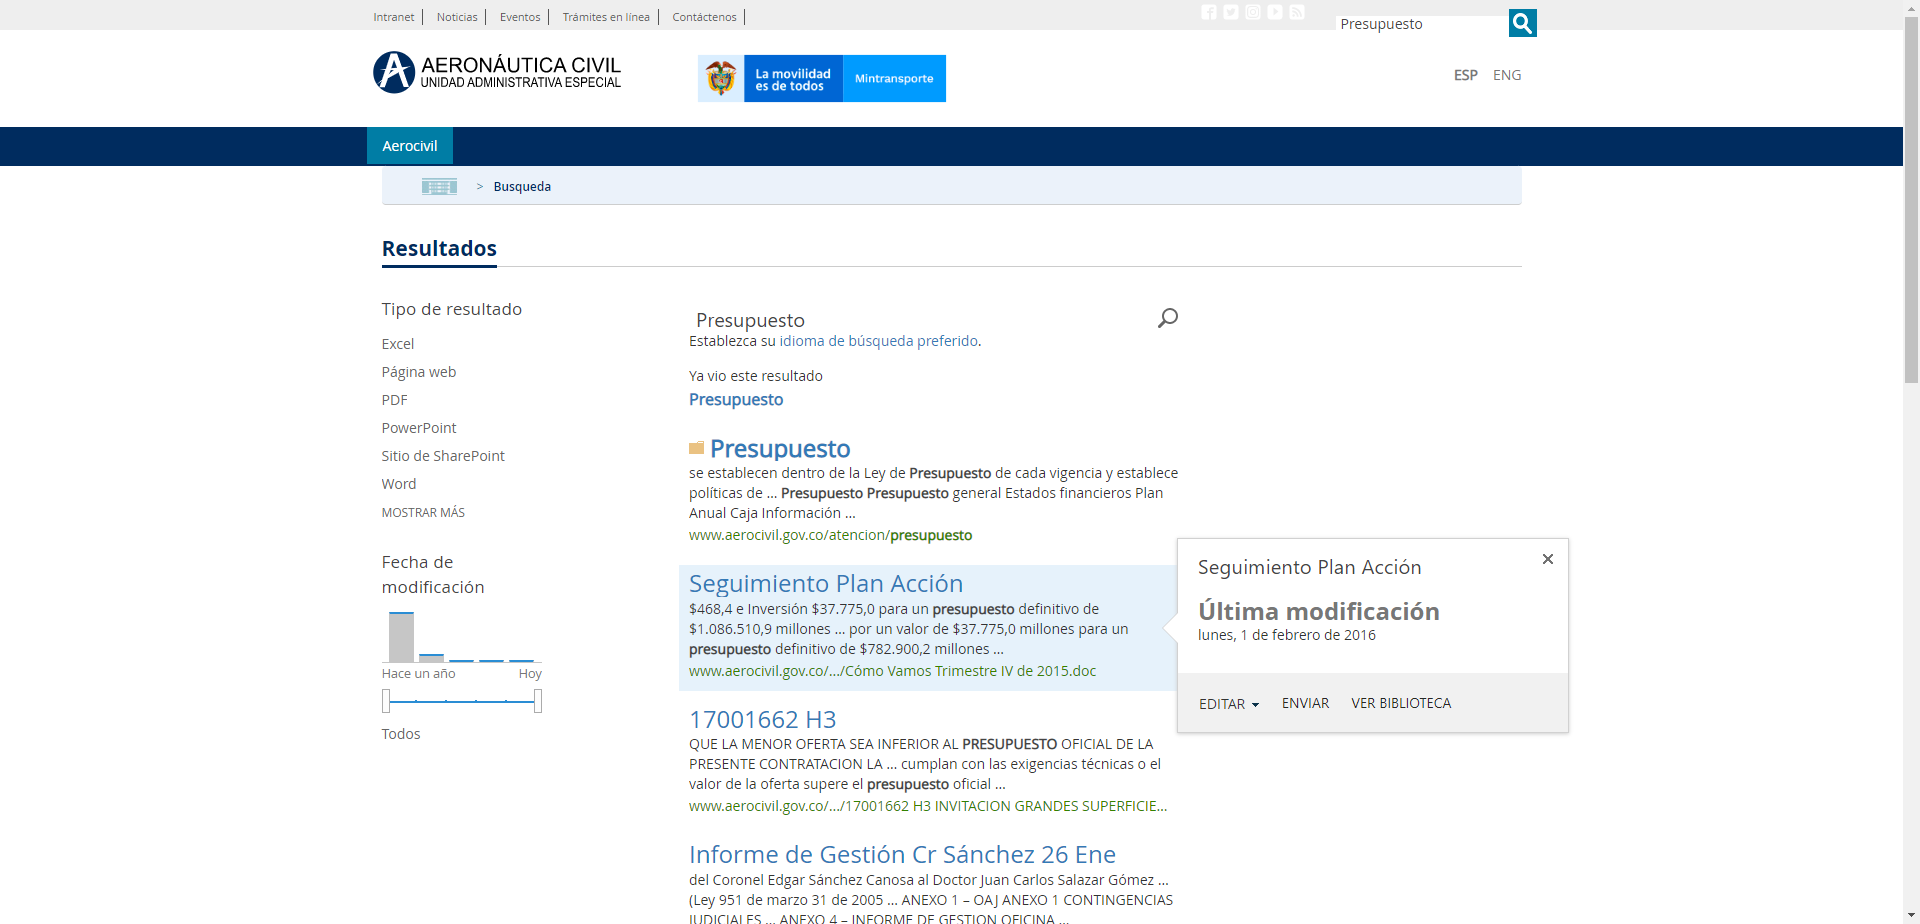 Intranet
Noticias
Eventos
Trámites en línea
Contáctenos
Presupuesto
AERONÁUTICA CIVIL
UNIDAD ADMINISTRATIVA ESPECIAL
La movilidad
es de todos
Mintransporte
ESP
ENG
Aerocivil
> Busqueda
Resultados
Tipo de resultado
Excel
Página web
PDF
PowerPoint
Sitio de SharePoint
Word
MOSTRAR MÁS
Fecha de
modificación
Hace un año
Hoy
Todos
Presupuesto
Establezca su idioma de búsqueda preferido.
Ya vio este resultado
Presupuesto
Presupuesto
se establecen dentro de la Ley de Presupuesto de cada vigencia y establece
políticas de ... Presupuesto Presupuesto general Estados financieros Plan
Anual Caja Información ...
www.aerocivil.gov.co/atencion/presupuesto
Seguimiento Plan Acción
$468,4 e Inversión $37.775,0 para un presupuesto definitivo de
$1.086.510,9 millones ... por un valor de $37.775,0 millones para un
presupuesto definitivo de $782.900,2 millones ...
www.aerocivil.gov.co/.../Cómo Vamos Trimestre IV de 2015.doc
17001662 H3
QUE LA MENOR OFERTA SEA INFERIOR AL PRESUPUESTO OFICIAL DE LA
PRESENTE CONTRATACION LA ... cumplan con las exigencias técnicas o el
valor de la oferta supere el presupuesto oficial ...
www.aerocivil.gov.co/.../17001662 H3 INVITACION GRANDES SUPERFICIE...
Informe de Gestión Cr Sánchez 26 Ene
del Coronel Edgar Sánchez Canosa al Doctor Juan Carlos Salazar Gómez ...
(Ley 951 de marzo 31 de 2005 ... ANEXO 1 – OAJ ANEXO 1 CONTINGENCIAS
JUDICIALES ... ANEXO 4 – INFORME DE GESTION OFICINA ...
Seguimiento Plan Acción
Última modificación
lunes, 1 de febrero de 2016
EDITAR
ENVIAR
VER BIBLIOTECA